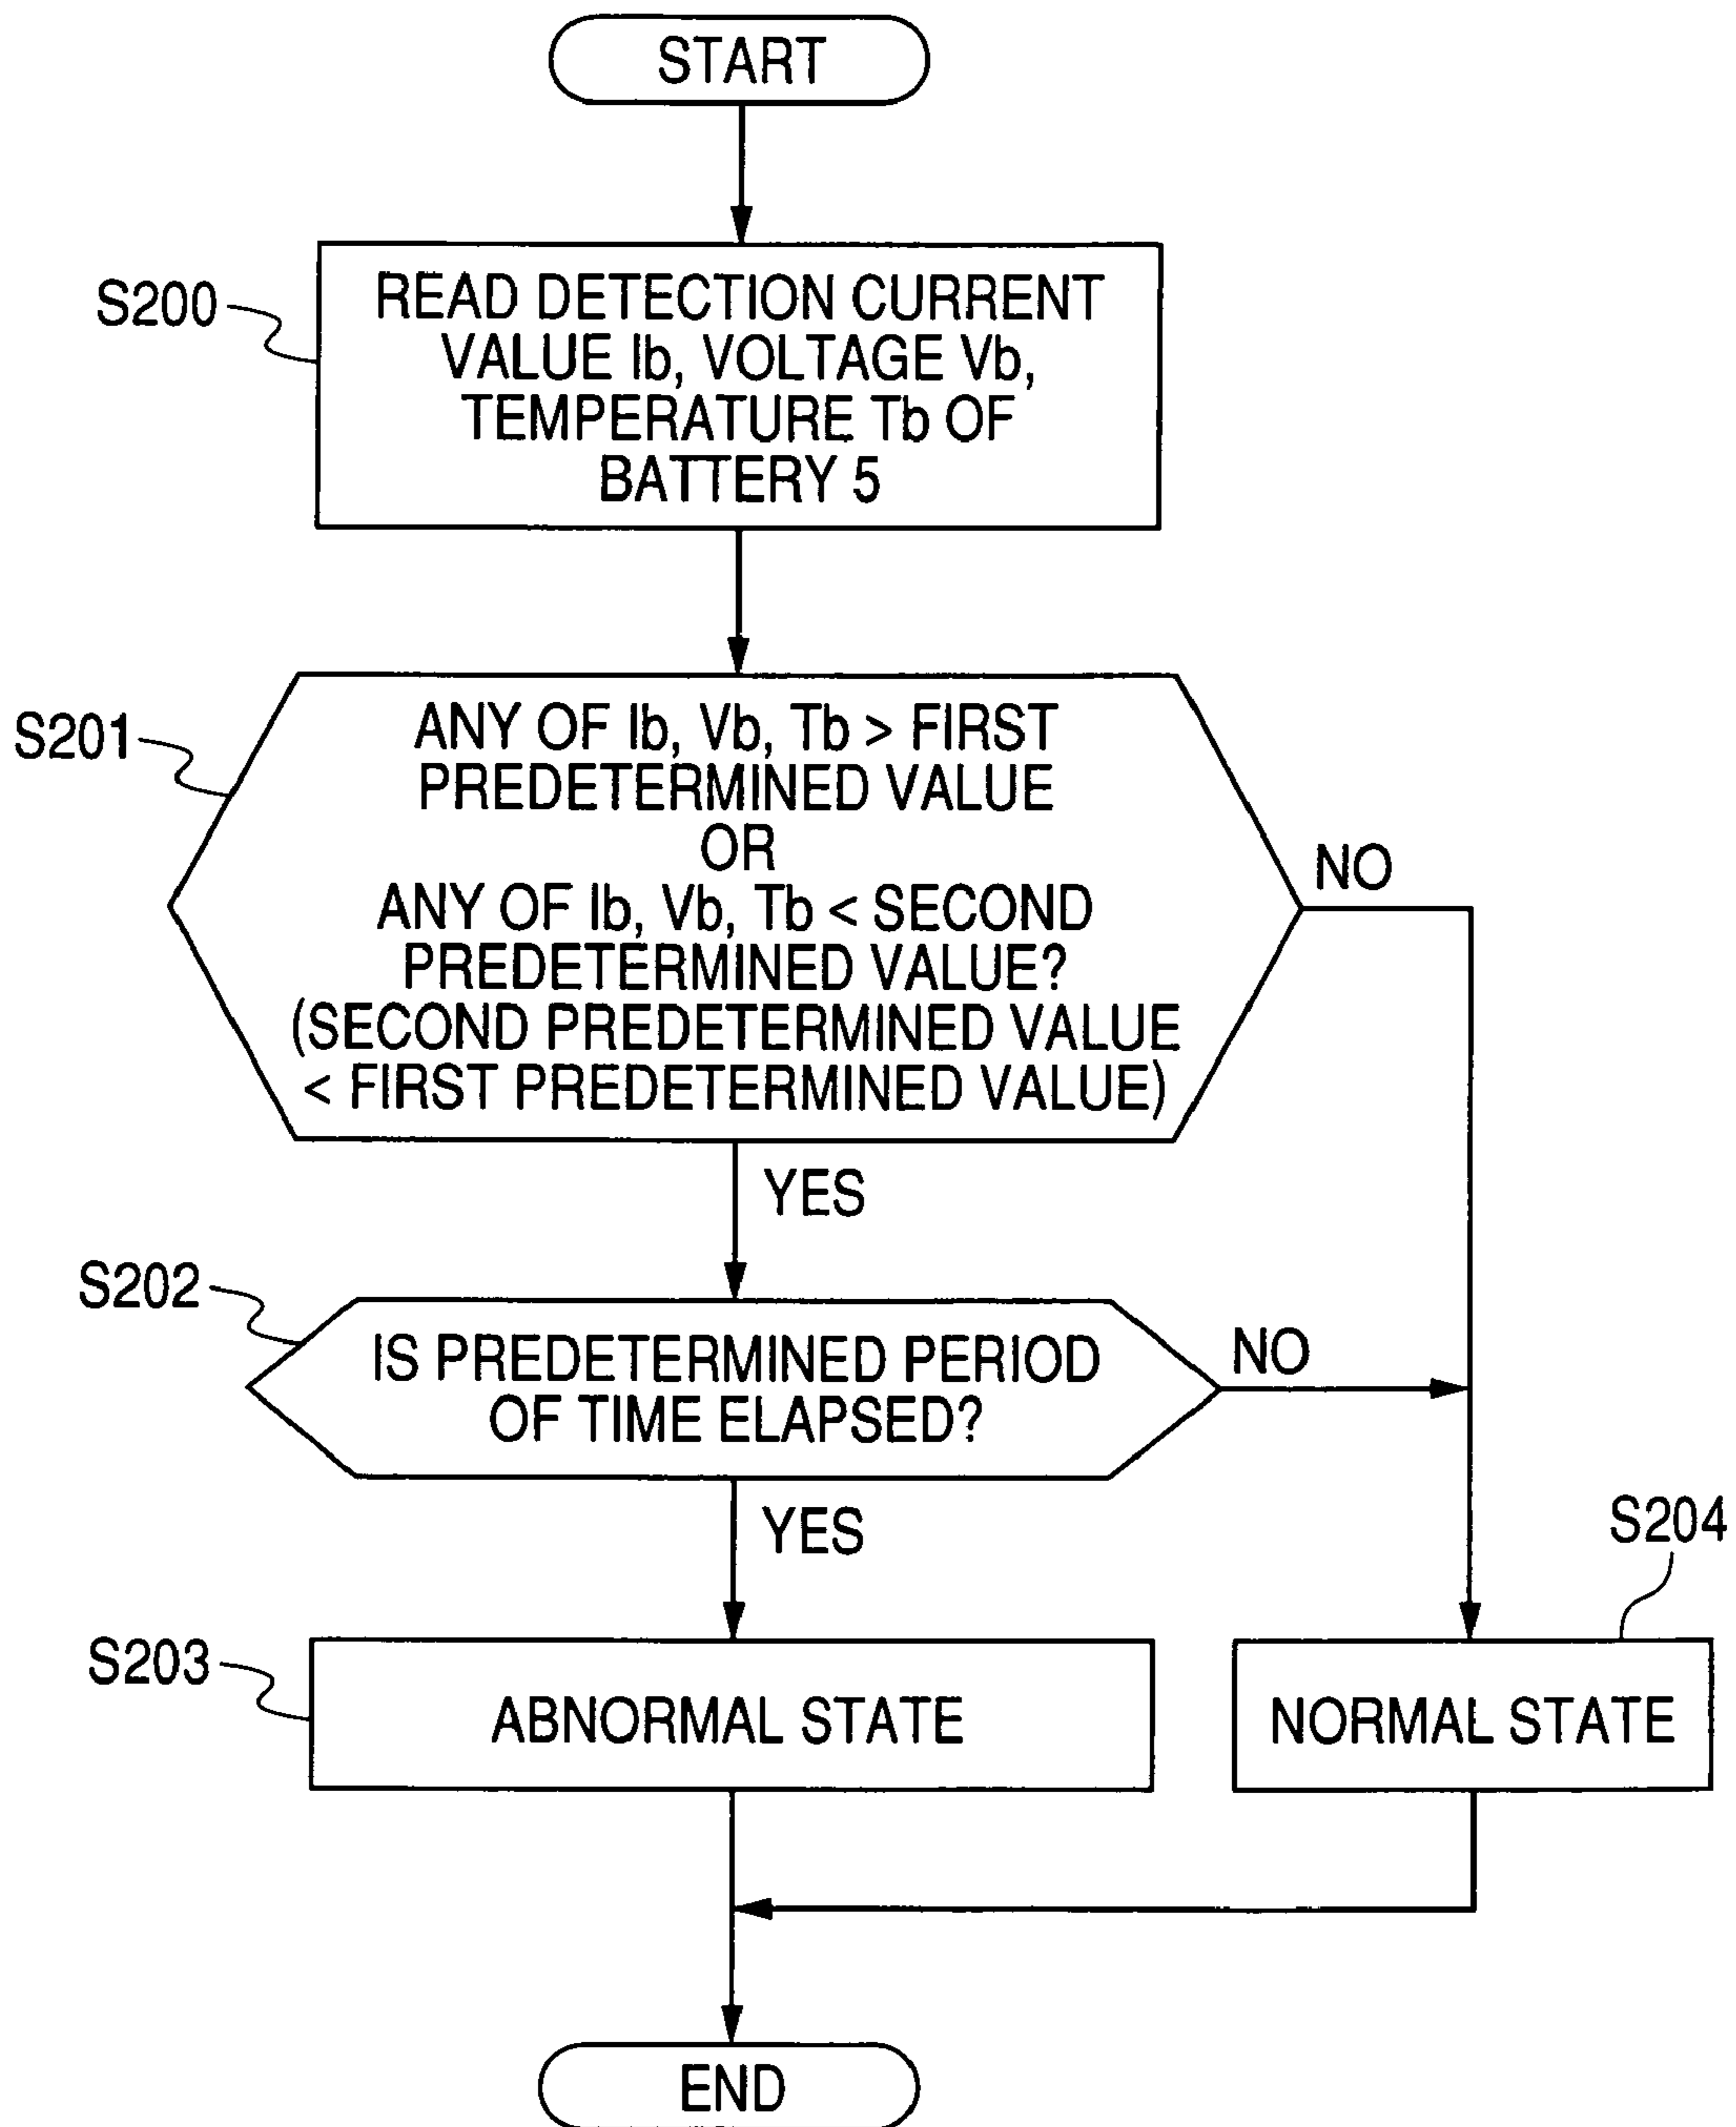 START
S200
READ DETECTION CURRENT
VALUE Ib, VOLTAGE Vb,
TEMPERATURE Tb OF
BATTERY 5
S201
ANY OF Ib, Vb, Tb > FIRST
PREDETERMINED VALUE
OR
ANY OF Ib, Vb, Tb < SECOND
PREDETERMINED VALUE?
(SECOND PREDETERMINED VALUE
< FIRST PREDETERMINED VALUE)
NO
YES
S202
IS PREDETERMINED PERIOD
OF TIME ELAPSED?
NO
YES
S204
S203
ABNORMAL STATE
NORMAL STATE
END